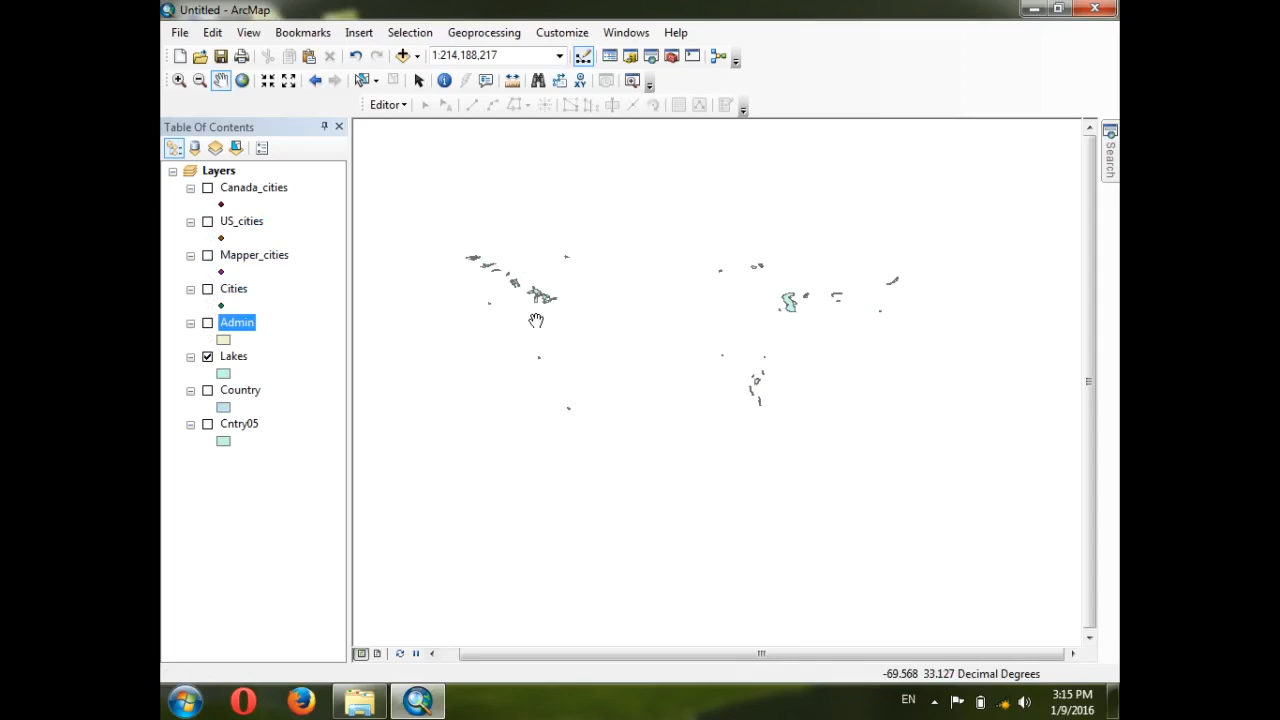 Untitled - ArcMap
File Edit View Bookmarks Insert Selection Geoprocessing Customize Windows Help
1:214,188,217
Editor
Table Of Contents
Search
Layers
Canada_cities
US_cities
Mapper_cities
Cities
Admin
Lakes
Country
Cntry05
-69.568 33.127 Decimal Degrees
EN
3:15 PM
1/9/2016